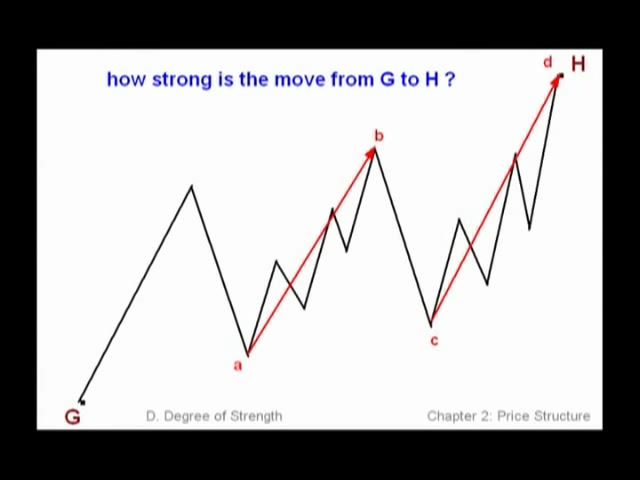 how strong is the move from G to H ?
d H
b
c
a
G
D. Degree of Strength
Chapter 2: Price Structure